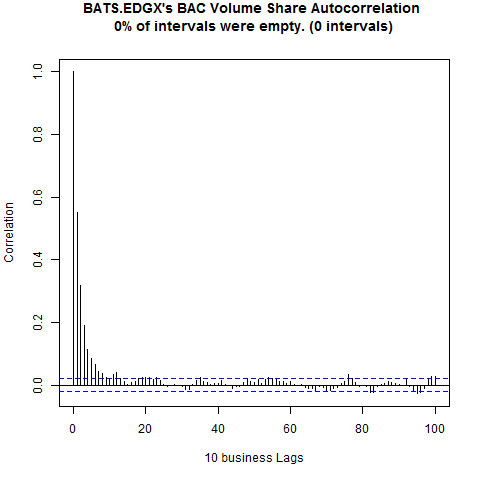 BATS.EDGX's BAC Volume Share Autocorrelation
0% of intervals were empty. (0 intervals)
Correlation
1.0
0.8
0.6
0.4
0.2
0.0
0 20 40 60 80 100
10 business Lags